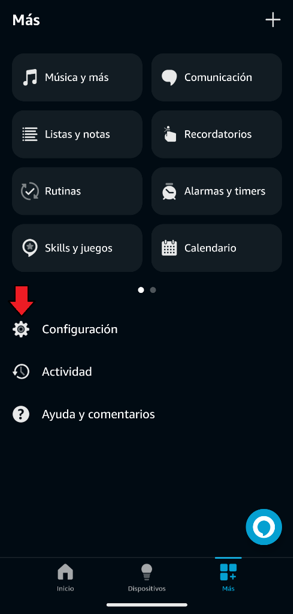 Más
Música y más
Comunicación
Listas y notas
Recordatorios
Rutinas
Alarmas y timers
Skills y juegos
Calendario
Configuración
Actividad
Ayuda y comentarios
Inicio
Dispositivos
Más